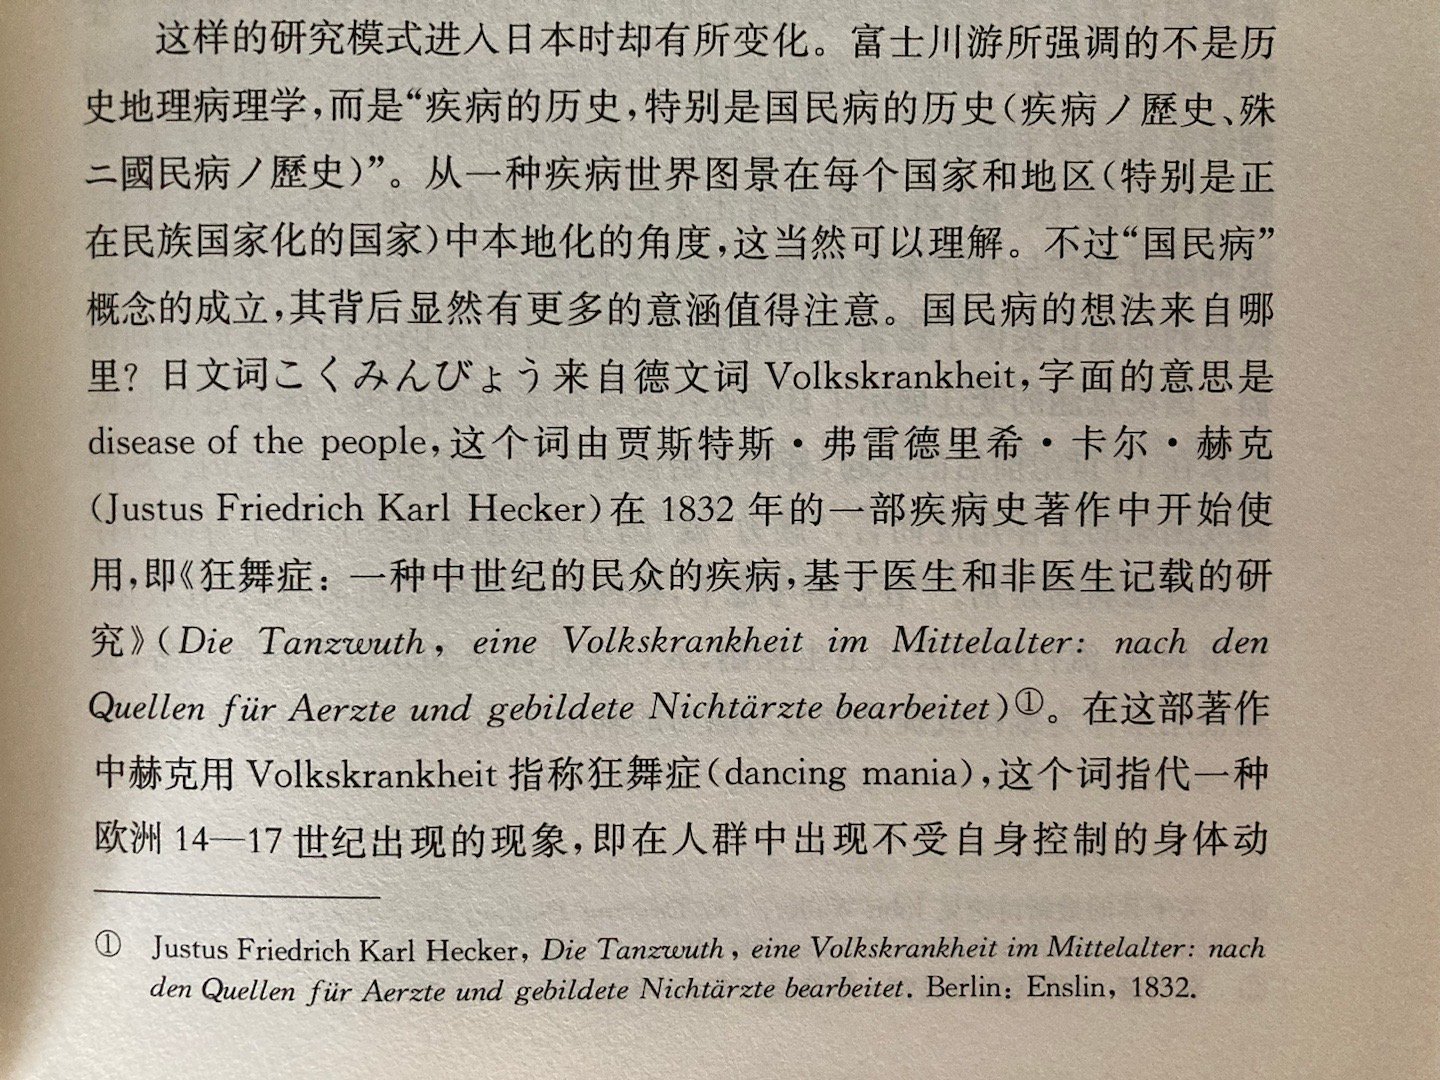 这样的研究模式进入日本时却有所变化。富士川游所强调的不是历
史地理病理学,而是“疾病的历史,特别是国民病的历史(疾病ノ歷史、殊
ニ國民病ノ歷史)”。从一种疾病世界图景在每个国家和地区(特别是正
在民族国家化的国家)中本地化的角度,这当然可以理解。不过“国民病”
概念的成立,其背后显然有更多的意涵值得注意。国民病的想法来自哪
里? 日文词こくみんびょう来自德文词 Volkskrankheit,字面的意思是
disease of the people,这个词由贾斯特斯·弗雷德里希·卡尔·赫克
(Justus Friedrich Karl Hecker)在 1832 年的一部疾病史著作中开始使
用,即《狂舞症: 一种中世纪的民众的疾病,基于医生和非医生记载的研
究》(Die Tanzwuth, eine Volkskrankheit im Mittelalter: nach den
Quellen für Aerzte und gebildete Nichtärzte bearbeitet)①。在这部著作
中赫克用 Volkskrankheit 指称狂舞症(dancing mania),这个词指代一种
欧洲 14—17 世纪出现的现象,即在人群中出现不受自身控制的身体动
① Justus Friedrich Karl Hecker, Die Tanzwuth, eine Volkskrankheit im Mittelalter: nach
den Quellen für Aerzte und gebildete Nichtärzte bearbeitet. Berlin: Enslin, 1832.